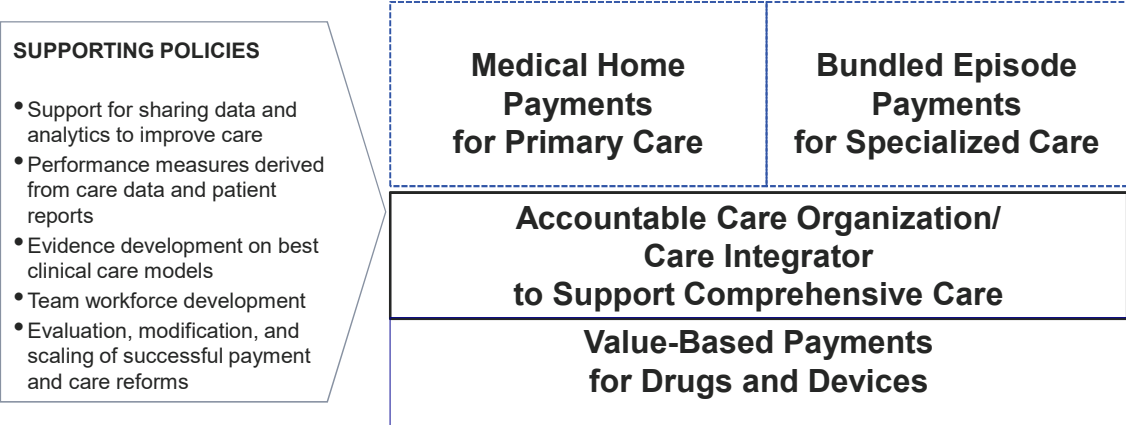 SUPPORTING POLICIES
• Support for sharing data and
analytics to improve care
• Performance measures derived
from care data and patient
reports
• Evidence development on best
clinical care models
• Team workforce development
• Evaluation, modification, and
scaling of successful payment
and care reforms
Medical Home
Payments
for Primary Care
Bundled Episode
Payments
for Specialized Care
Accountable Care Organization/
Care Integrator
to Support Comprehensive Care
Value-Based Payments
for Drugs and Devices